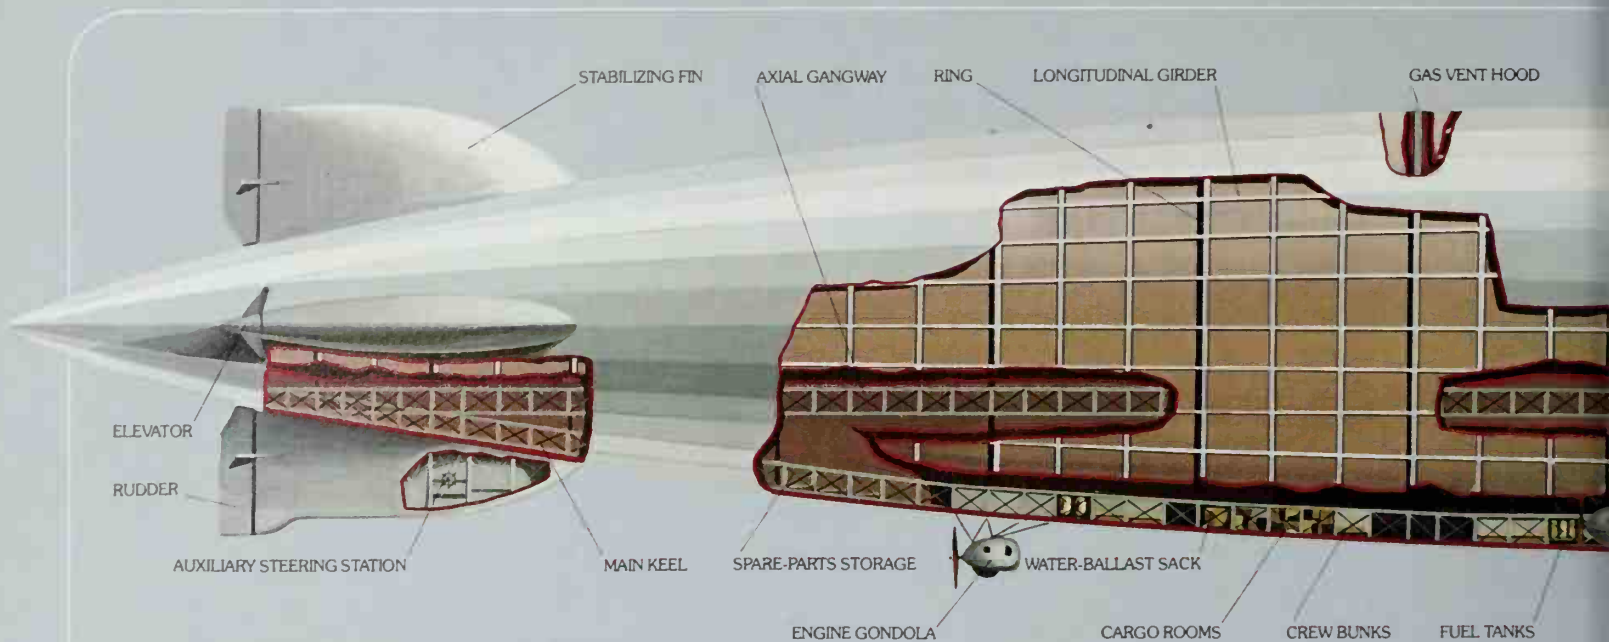 STABILIZING FIN
AXIAL GANGWAY
RING
LONGITUDINAL GIRDER
GAS VENT HOOD
ELEVATOR
RUDDER
AUXILIARY STEERING STATION
MAIN KEEL
SPARE-PARTS STORAGE
WATER-BALLAST SACK
ENGINE GONDOLA
CARGO ROOMS
CREW BUNKS
FUEL TANKS